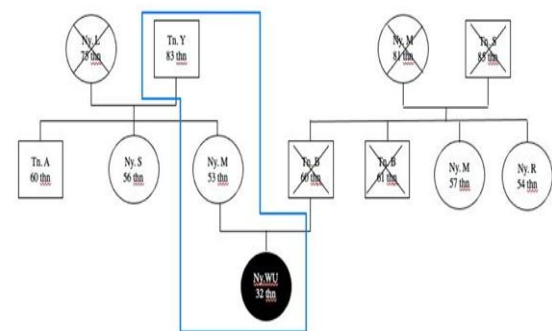 Ny. L
75 thn
Tn. Y
83 thn
Ny. M
81 thn
Tn. S
85 thn
Tn. A
60 thn
Ny. S
56 thn
Ny. M
53 thn
Tn. B
60 thn
Tn. B
61 thn
Ny. M
57 thn
Ny. R
54 thn
Ny.WU
32 thn